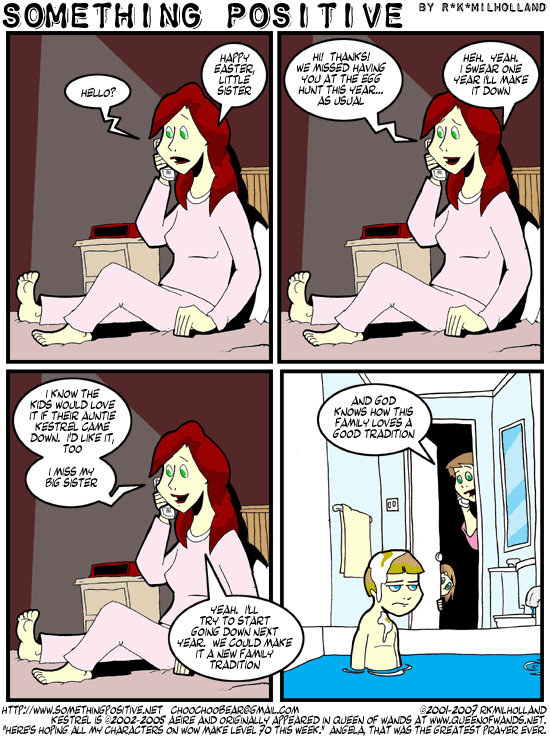 SOMETHING POSITIVE BY R*K*MILHOLLAND
HELLO?
HAPPY
EASTER,
LITTLE
SISTER
HI! THANKS!
WE MISSED HAVING
YOU AT THE EGG
HUNT THIS YEAR...
AS USUAL
HEH. YEAH.
I SWEAR ONE
YEAR I'LL MAKE
IT DOWN
I KNOW THE
KIDS WOULD LOVE
IT IF THEIR AUNTIE
KESTREL CAME
DOWN. I'D LIKE IT,
TOO
I MISS MY
BIG SISTER
YEAH. I'LL
TRY TO START
GOING DOWN NEXT
YEAR. WE COULD MAKE
IT A NEW FAMILY
TRADITION
AND GOD
KNOWS HOW THIS
FAMILY LOVES A
GOOD TRADITION
HTTP://WWW.SOMETHINGPOSITIVE.NET CHOOCHOOBEAR@GMAIL.COM ©2001-2007 RKMILHOLLAND
KESTREL IS ©2002-2005 AEIRE AND ORIGINALLY APPEARED IN QUEEN OF WANDS AT WWW.QUEENOFWANDS.NET.
"HERE'S HOPING ALL MY CHARACTERS ON WOW MAKE LEVEL 70 THIS WEEK." ANGELA, THAT WAS THE GREATEST PRAYER EVER.